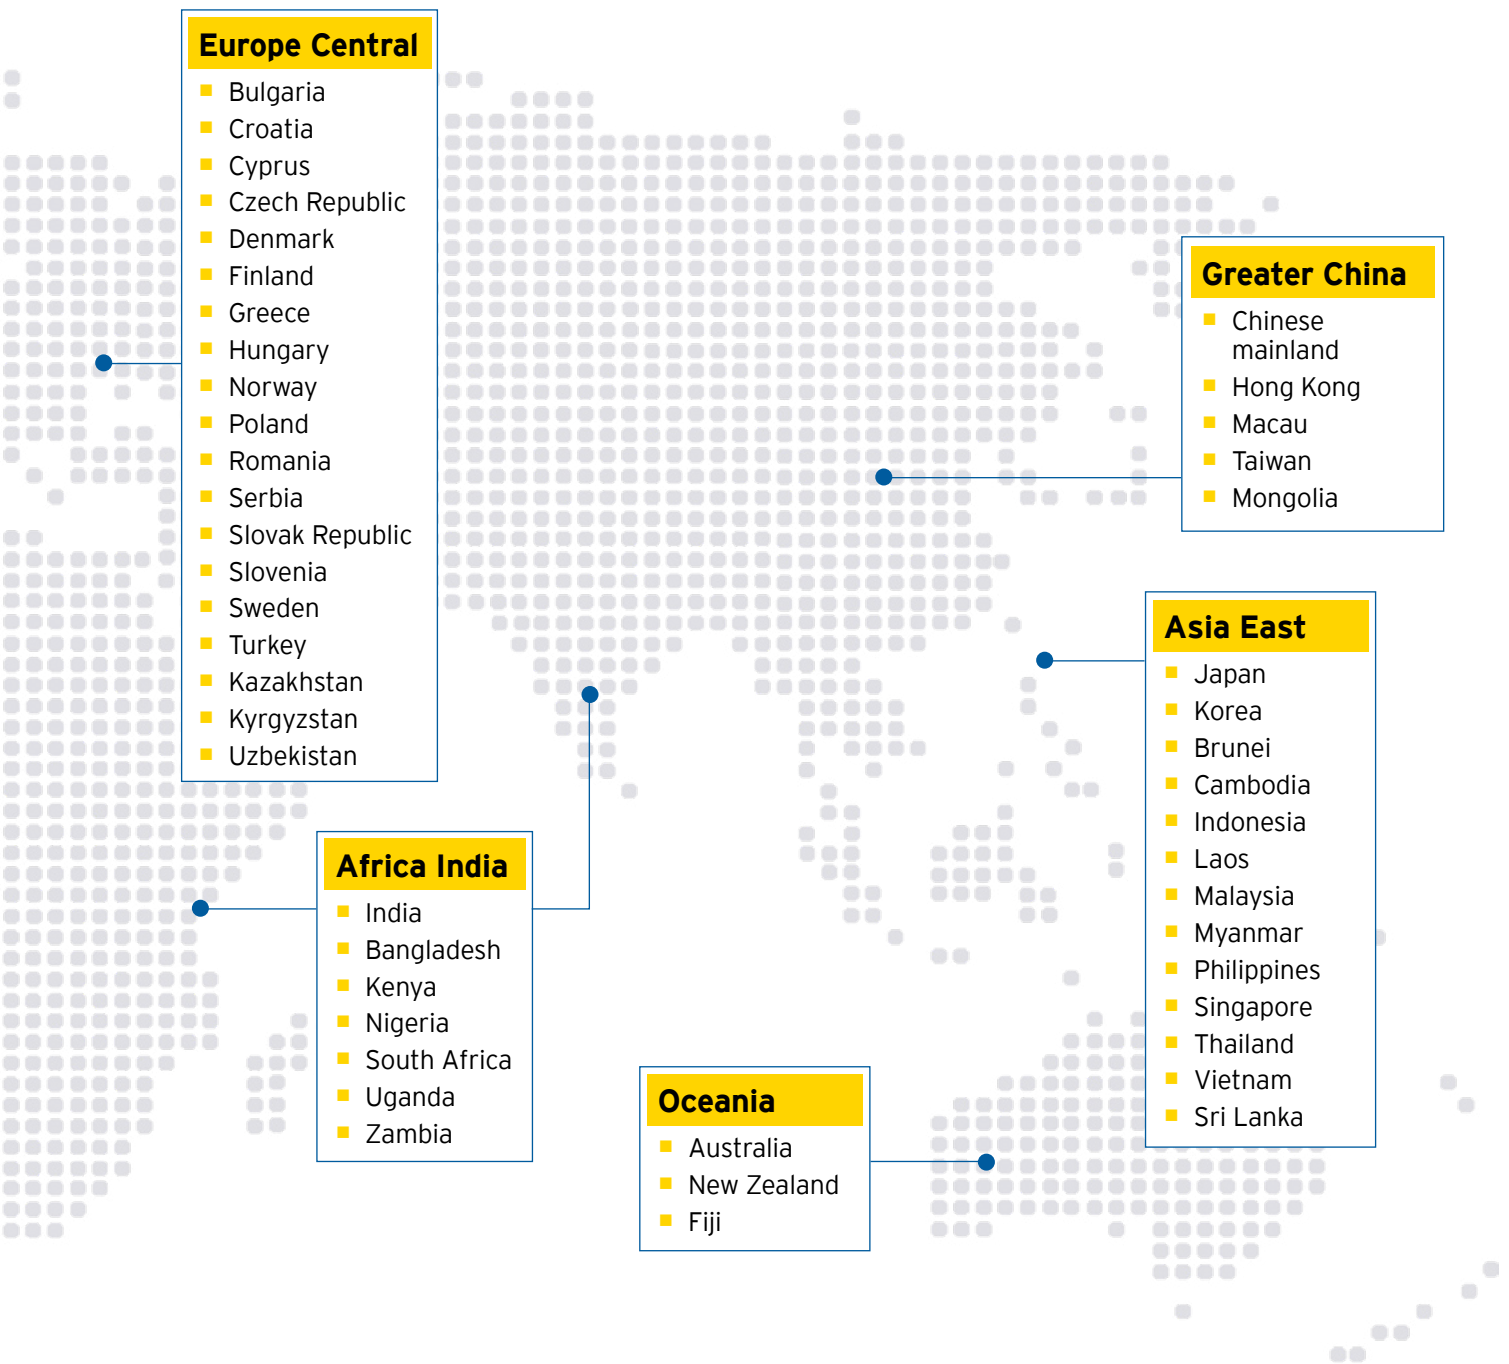 Europe Central
Bulgaria
Croatia
Cyprus
Czech Republic
Denmark
Finland
Greece
Hungary
Norway
Poland
Romania
Serbia
Slovak Republic
Slovenia
Sweden
Turkey
Kazakhstan
Kyrgyzstan
Uzbekistan
Greater China
Chinese
mainland
Hong Kong
Macau
Taiwan
Mongolia
Asia East
Japan
Korea
Brunei
Cambodia
Indonesia
Laos
Malaysia
Myanmar
Philippines
Singapore
Thailand
Vietnam
Sri Lanka
Africa India
India
Bangladesh
Kenya
Nigeria
South Africa
Uganda
Zambia
Oceania
Australia
New Zealand
Fiji